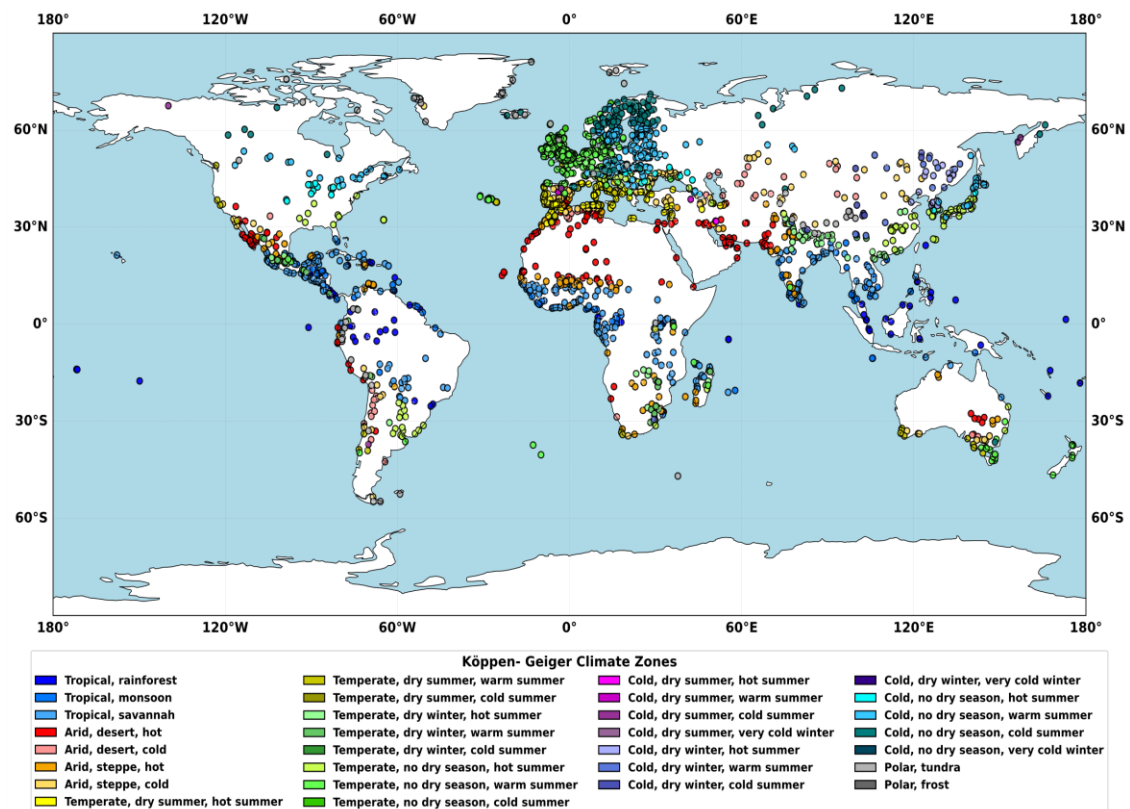 180° 120°W 60°W 0° 60°E 120°E 180°
60°N 60°N
30°N 30°N
0° 0°
30°S 30°S
60°S 60°S
180° 120°W 60°W 0° 60°E 120°E 180°
Köppen- Geiger Climate Zones
Tropical, rainforest
Tropical, monsoon
Tropical, savannah
Arid, desert, hot
Arid, desert, cold
Arid, steppe, hot
Arid, steppe, cold
Temperate, dry summer, hot summer
Temperate, dry summer, warm summer
Temperate, dry summer, cold summer
Temperate, dry winter, hot summer
Temperate, dry winter, warm summer
Temperate, dry winter, cold summer
Temperate, no dry season, hot summer
Temperate, no dry season, warm summer
Temperate, no dry season, cold summer
Cold, dry summer, hot summer
Cold, dry summer, warm summer
Cold, dry summer, cold summer
Cold, dry summer, very cold winter
Cold, dry winter, hot summer
Cold, dry winter, warm summer
Cold, dry winter, cold summer
Cold, dry winter, very cold winter
Cold, no dry season, hot summer
Cold, no dry season, warm summer
Cold, no dry season, cold summer
Cold, no dry season, very cold winter
Polar, tundra
Polar, frost